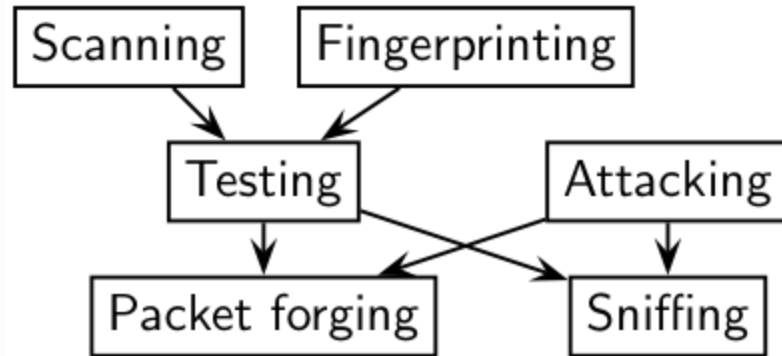 Scanning
Fingerprinting
Testing
Attacking
Packet forging
Sniffing